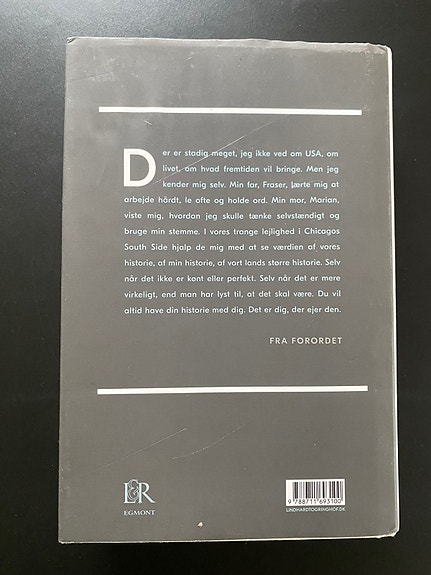 Der er stadig meget, jeg ikke ved om USA, om
livet, om hvad fremtiden vil bringe. Men jeg
kender mig selv. Min far, Fraser, lærte mig at
arbejde hårdt, le ofte og holde ord. Min mor, Marian,
viste mig, hvordan jeg skulle tænke selvstændigt og
bruge min stemme. I vores trange lejlighed i Chicagos
South Side hjalp de mig med at se værdien af vores
historie, af min historie, af vort lands større historie. Selv
når det ikke er kønt eller perfekt. Selv når det er mere
virkeligt, end man har lyst til, at det skal være. Du vil
altid have din historie med dig. Det er dig, der ejer den.
FRA FORORDET
L&R
EGMONT
9 788711 693100
LINDHARDTOGRINGHOF.DK